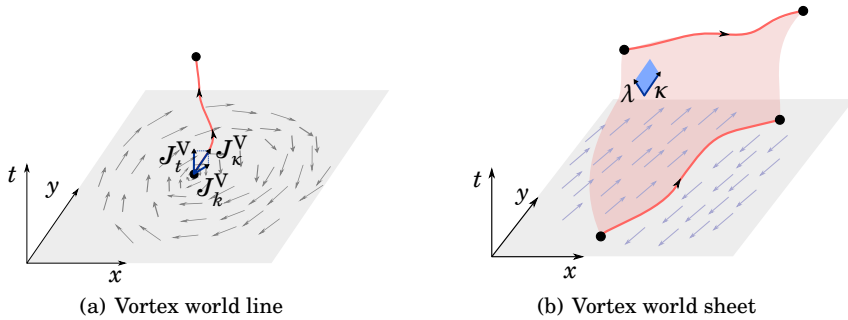 t
y
x
J_t^V
J_κ^V
J_k^V
(a) Vortex world line
t
y
x
λ
κ
(b) Vortex world sheet